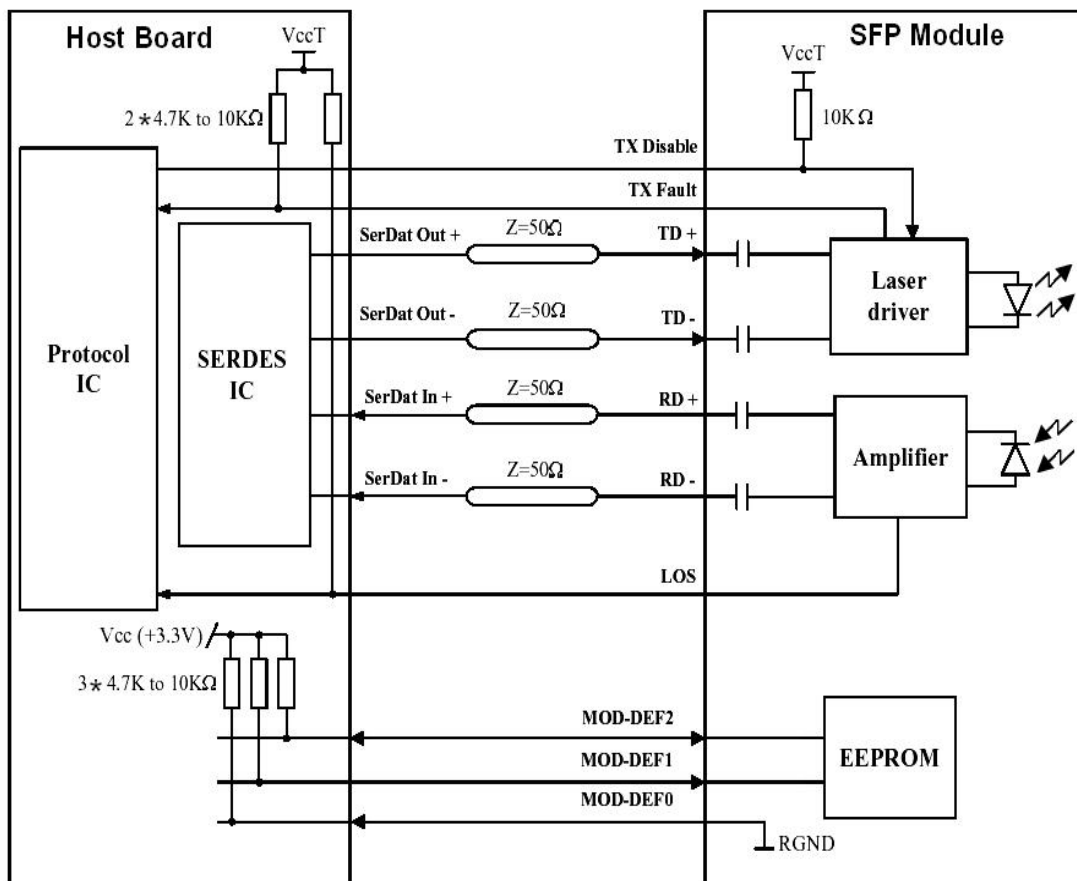 Host Board
SFP Module
VccT
VccT
2*4.7K to 10KΩ
10KΩ
TX Disable
TX Fault
SerDat Out +
Z=50Ω
TD +
Laser
driver
SerDat Out -
Z=50Ω
TD -
Protocol
IC
SERDES
IC
SerDat In +
Z=50Ω
RD +
Amplifier
SerDat In -
Z=50Ω
RD -
LOS
Vcc (+3.3V)
3*4.7K to 10KΩ
MOD-DEF2
MOD-DEF1
EEPROM
MOD-DEF0
RGND